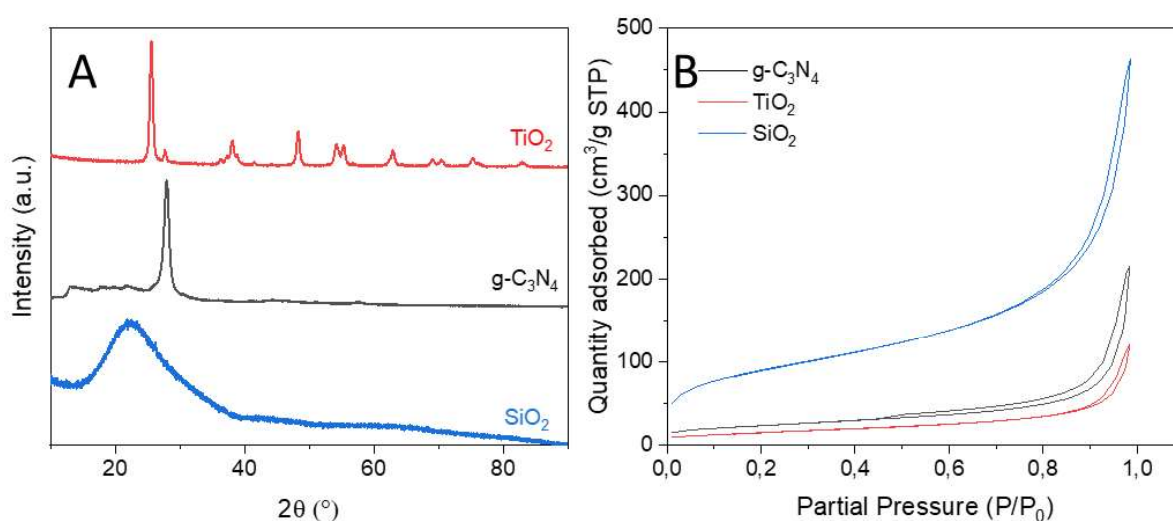 A
TiO₂
g-C₃N₄
SiO₂
Intensity (a.u.)
20 40 60 80
2θ (°)
B
g-C₃N₄
TiO₂
SiO₂
Quantity adsorbed (cm³/g STP)
500
450
400
300
200
100
0
0,0 0,2 0,4 0,6 0,8 1,0
Partial Pressure (P/P₀)